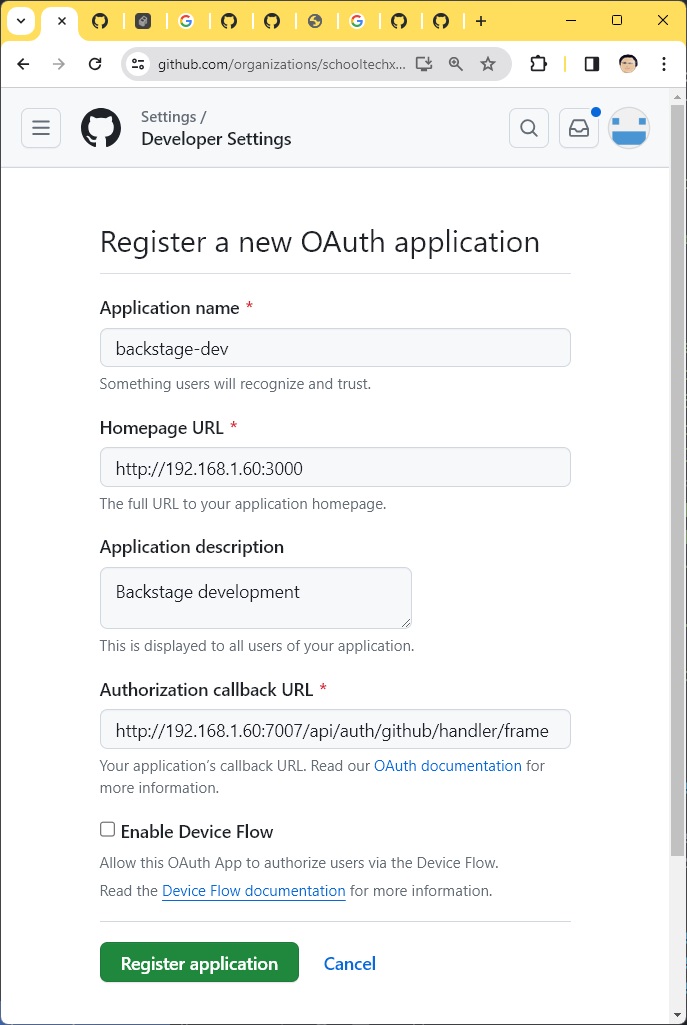 github.com/organizations/schooltechx...
Settings /
Developer Settings
Register a new OAuth application
Application name *
backstage-dev
Something users will recognize and trust.
Homepage URL *
http://192.168.1.60:3000
The full URL to your application homepage.
Application description
Backstage development
This is displayed to all users of your application.
Authorization callback URL *
http://192.168.1.60:7007/api/auth/github/handler/frame
Your application's callback URL. Read our OAuth documentation for
more information.
Enable Device Flow
Allow this OAuth App to authorize users via the Device Flow.
Read the Device Flow documentation for more information.
Register application Cancel